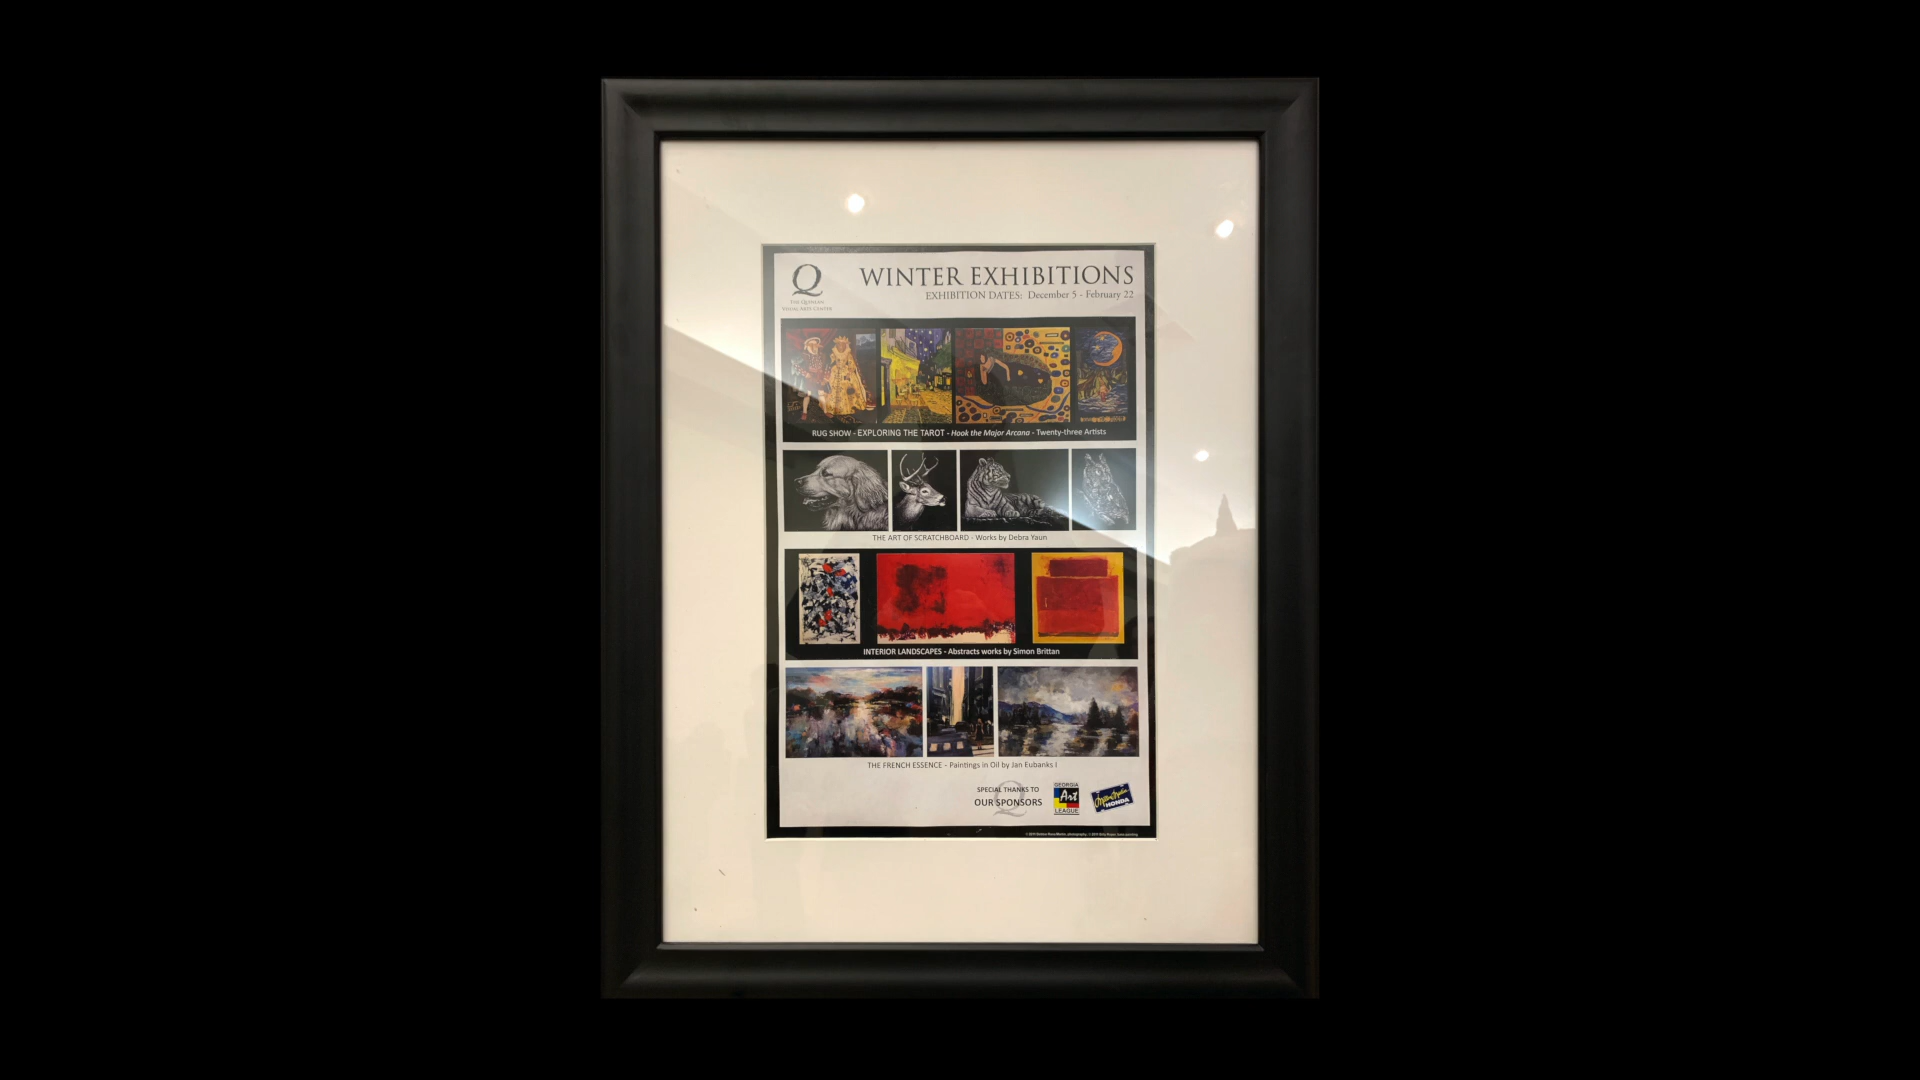 Q
THE QUINLAN
VISUAL ARTS CENTER
WINTER EXHIBITIONS
EXHIBITION DATES: December 5 - February 22
RUG SHOW - EXPLORING THE TAROT - Hook the Major Arcana - Twenty-three Artists
THE ART OF SCRATCHBOARD - Works by Debra Yaun
INTERIOR LANDSCAPES - Abstracts works by Simon Brittan
THE FRENCH ESSENCE - Paintings in Oil by Jan Eubanks I
SPECIAL THANKS TO
OUR SPONSORS
GEORGIA
Art
LEAGUE
HONDA